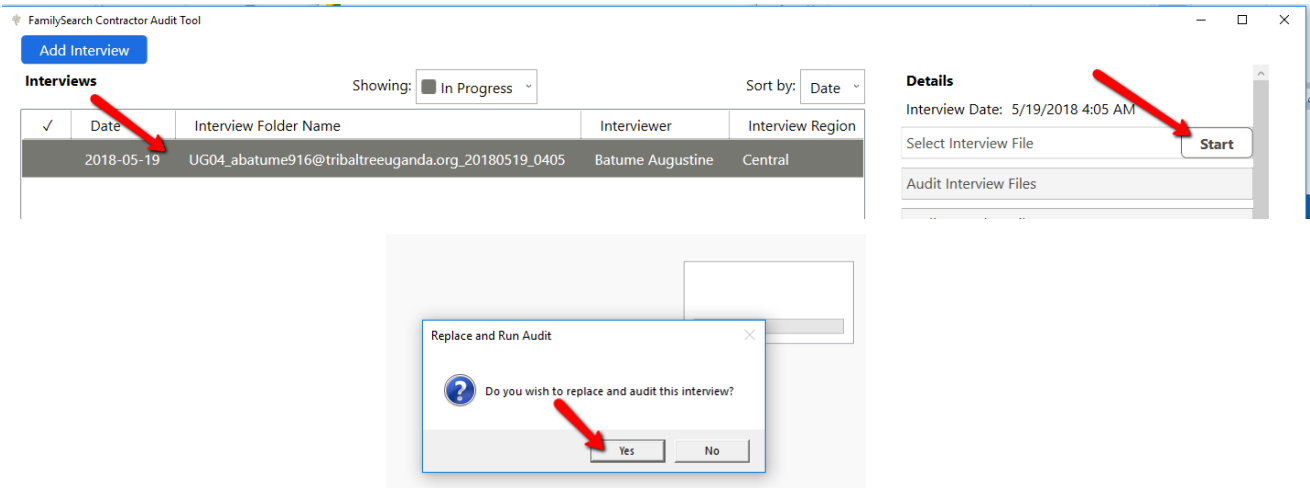 FamilySearch Contractor Audit Tool
Add Interview
Interviews Showing: In Progress Sort by: Date
✓ Date Interview Folder Name Interviewer Interview Region
2018-05-19 UG04_abatume916@tribaltreeuganda.org_20180519_0405 Batume Augustine Central
Details
Interview Date: 5/19/2018 4:05 AM
Select Interview File Start
Audit Interview Files
Replace and Run Audit
Do you wish to replace and audit this interview?
Yes No